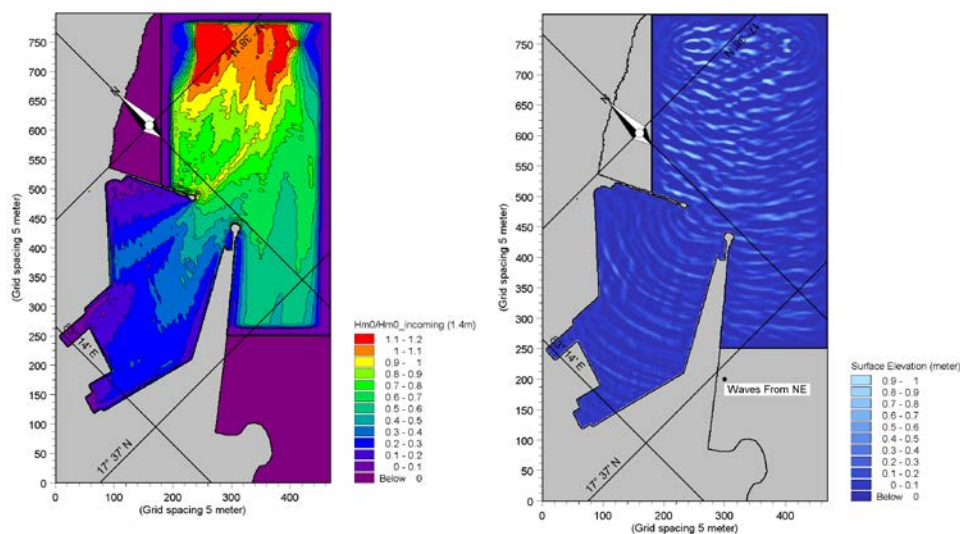 800
750
700
650
600
550
500
450
400
350
300
250
200
150
100
50
0
(Grid spacing 5 meter)
0 100 200 300 400
(Grid spacing 5 meter)
N
17° 38' N
14' E
17° 37' N
Hm0/Hm0_incoming (1.4m)
1.1 - 1.2
1 - 1.1
0.9 - 1
0.8 - 0.9
0.7 - 0.8
0.6 - 0.7
0.5 - 0.6
0.4 - 0.5
0.3 - 0.4
0.2 - 0.3
0.1 - 0.2
0 - 0.1
Below 0
750
700
650
600
550
500
450
400
350
300
250
200
150
100
50
0
(Grid spacing 5 meter)
0 100 200 300 400
(Grid spacing 5 meter)
N
17° 38' N
14' E
17° 37' N
Waves From NE
Surface Elevation (meter)
0.9 - 1
0.8 - 0.9
0.7 - 0.8
0.6 - 0.7
0.5 - 0.6
0.4 - 0.5
0.3 - 0.4
0.2 - 0.3
0.1 - 0.2
0 - 0.1
Below 0